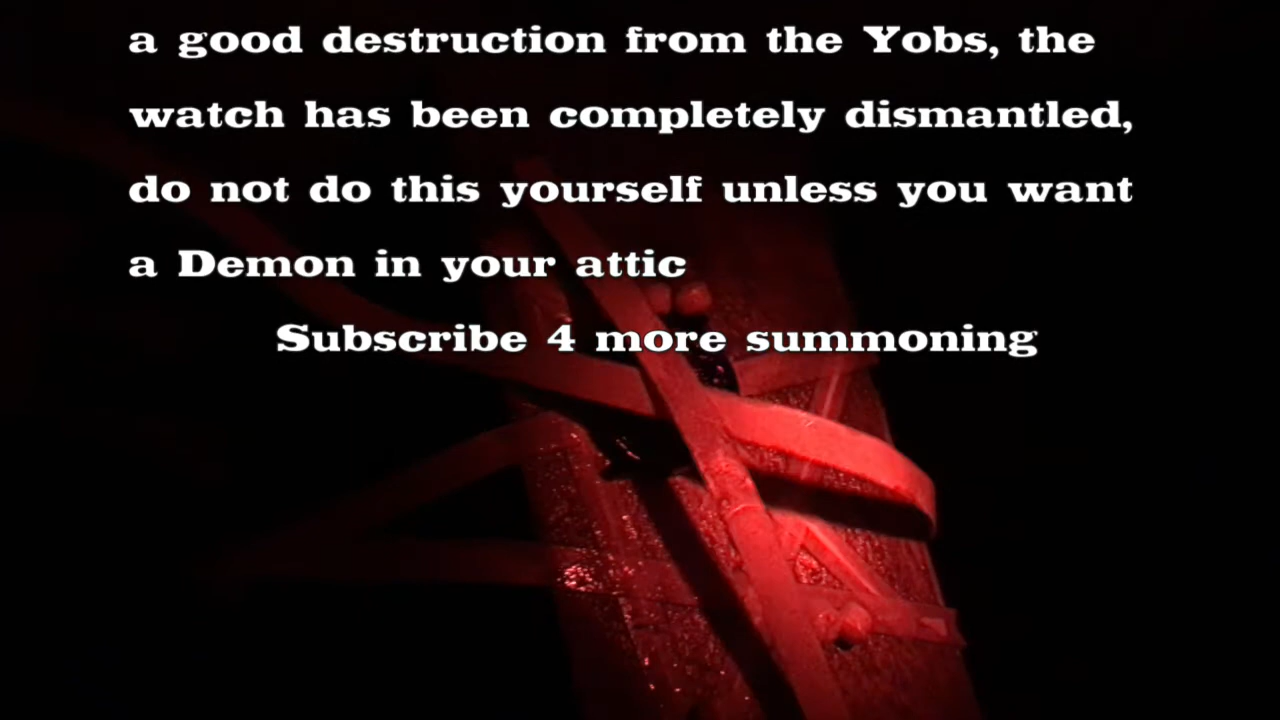 a good destruction from the Yobs, the
watch has been completely dismantled,
do not do this yourself unless you want
a Demon in your attic
Subscribe 4 more summoning